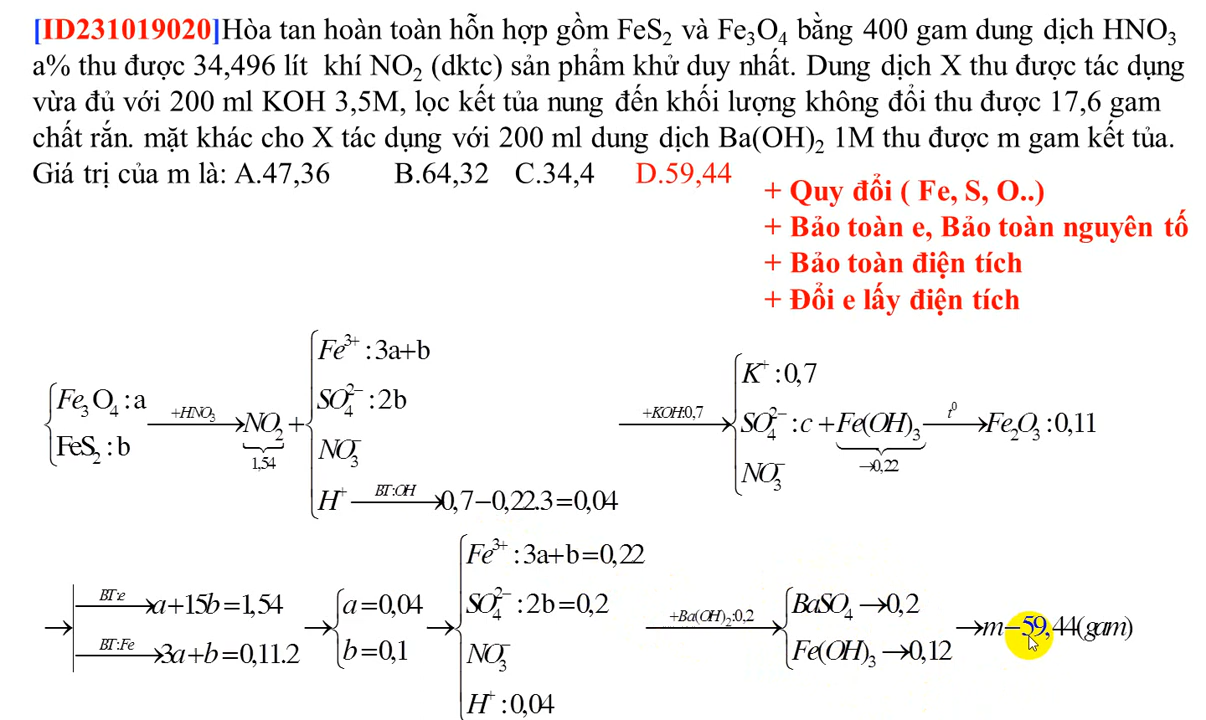 [ID231019020]Hòa tan hoàn toàn hỗn hợp gồm FeS₂ và Fe₃O₄ bằng 400 gam dung dịch HNO₃
a% thu được 34,496 lít khí NO₂ (dktc) sản phẩm khử duy nhất. Dung dịch X thu được tác dụng
vừa đủ với 200 ml KOH 3,5M, lọc kết tủa nung đến khối lượng không đổi thu được 17,6 gam
chất rắn. mặt khác cho X tác dụng với 200 ml dung dịch Ba(OH)₂ 1M thu được m gam kết tủa.
Giá trị của m là: A.47,36 B.64,32 C.34,4 D.59,44
+ Quy đổi ( Fe, S, O..)
+ Bảo toàn e, Bảo toàn nguyên tố
+ Bảo toàn điện tích
+ Đổi e lấy điện tích
{Fe₃O₄ : a
FeS₂ : b
+HNO₃ → NO₂ +
1,54
{Fe³⁺ : 3a+b
SO₄²⁻ : 2b
NO₃⁻
H⁺ BT:OH → 0,7−0,22.3=0,04
+KOH:0,7 →
{K⁺ : 0,7
SO₄²⁻ : c + Fe(OH)₃ t⁰ → Fe₂O₃ : 0,11
→0,22
NO₃⁻
→ BT:e → a+15b=1,54
BT:Fe → 3a+b=0,11.2
→ {a=0,04
b=0,1
→ {Fe³⁺ : 3a+b=0,22
SO₄²⁻ : 2b=0,2
NO₃⁻
H⁺ : 0,04
+Ba(OH)₂:0,2 →
{BaSO₄ → 0,2
Fe(OH)₃ → 0,12
→ m=59,44(gam)